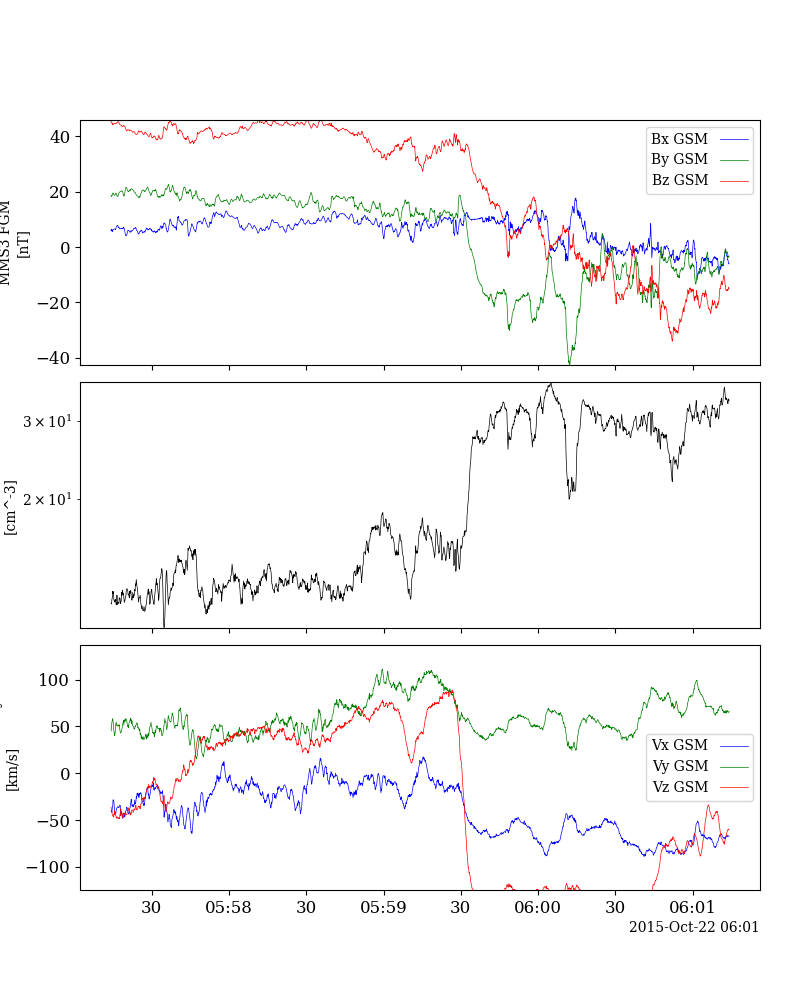 40
20
0
−20
−40
MMS3 FGM
[nT]
Bx GSM
By GSM
Bz GSM
3 × 10¹
2 × 10¹
[cm^-3]
100
50
0
−50
−100
[km/s]
Vx GSM
Vy GSM
Vz GSM
30 05:58 30 05:59 30 06:00 30 06:01
2015-Oct-22 06:01